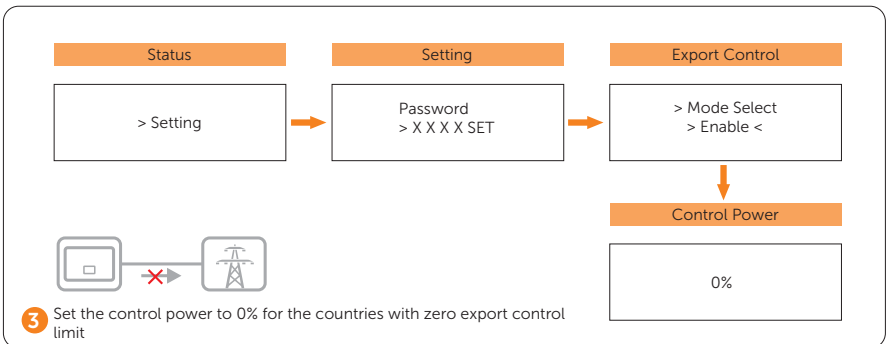 Status
Setting
Export Control
> Setting
Password
> X X X X SET
> Mode Select
> Enable <
Control Power
0%
3 Set the control power to 0% for the countries with zero export control
limit